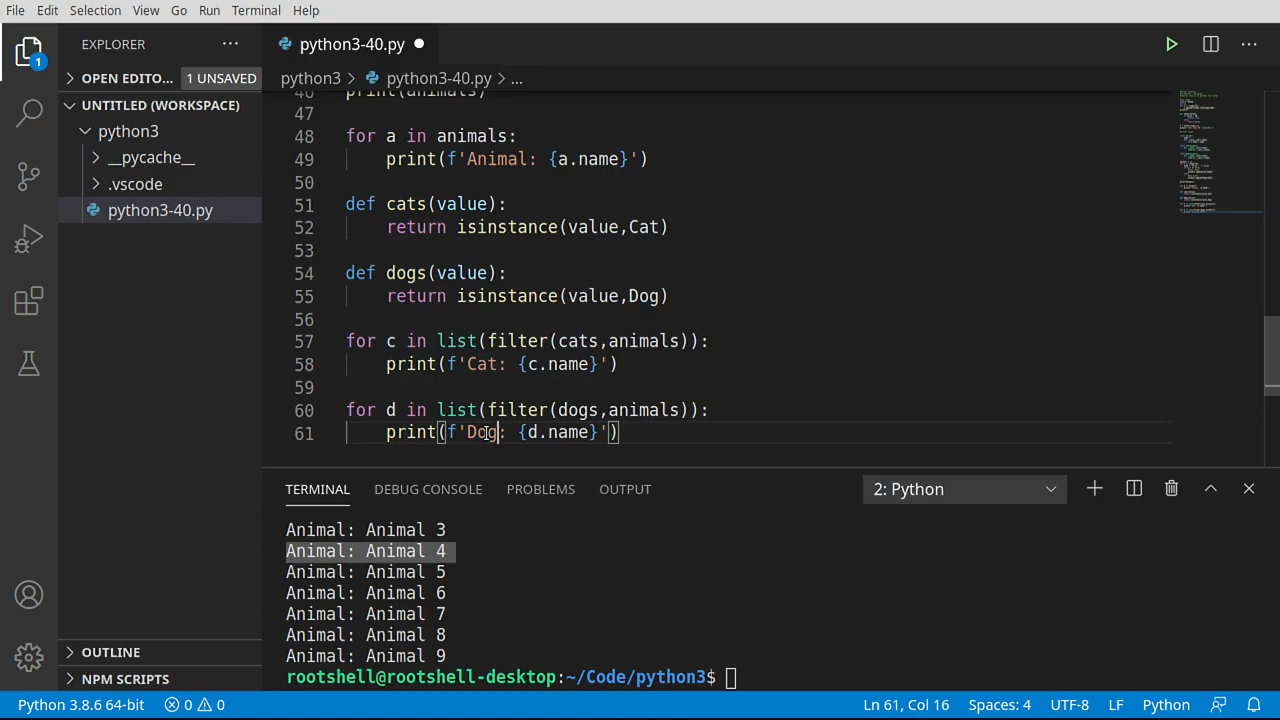 File Edit Selection View Go Run Terminal Help
EXPLORER
python3-40.py
OPEN EDITO... 1 UNSAVED
python3 > python3-40.py > ...
UNTITLED (WORKSPACE)
python3
__pycache__
.vscode
python3-40.py
46 print(animals)
47
48 for a in animals:
49 print(f'Animal: {a.name}')
50
51 def cats(value):
52 return isinstance(value,Cat)
53
54 def dogs(value):
55 return isinstance(value,Dog)
56
57 for c in list(filter(cats,animals)):
58 print(f'Cat: {c.name}')
59
60 for d in list(filter(dogs,animals)):
61 print(f'Dog: {d.name}')
TERMINAL DEBUG CONSOLE PROBLEMS OUTPUT 2: Python
Animal: Animal 3
Animal: Animal 4
Animal: Animal 5
Animal: Animal 6
Animal: Animal 7
Animal: Animal 8
Animal: Animal 9
rootshell@rootshell-desktop:~/Code/python3$
OUTLINE
NPM SCRIPTS
1
Python 3.8.6 64-bit 0 0 Ln 61, Col 16 Spaces: 4 UTF-8 LF Python